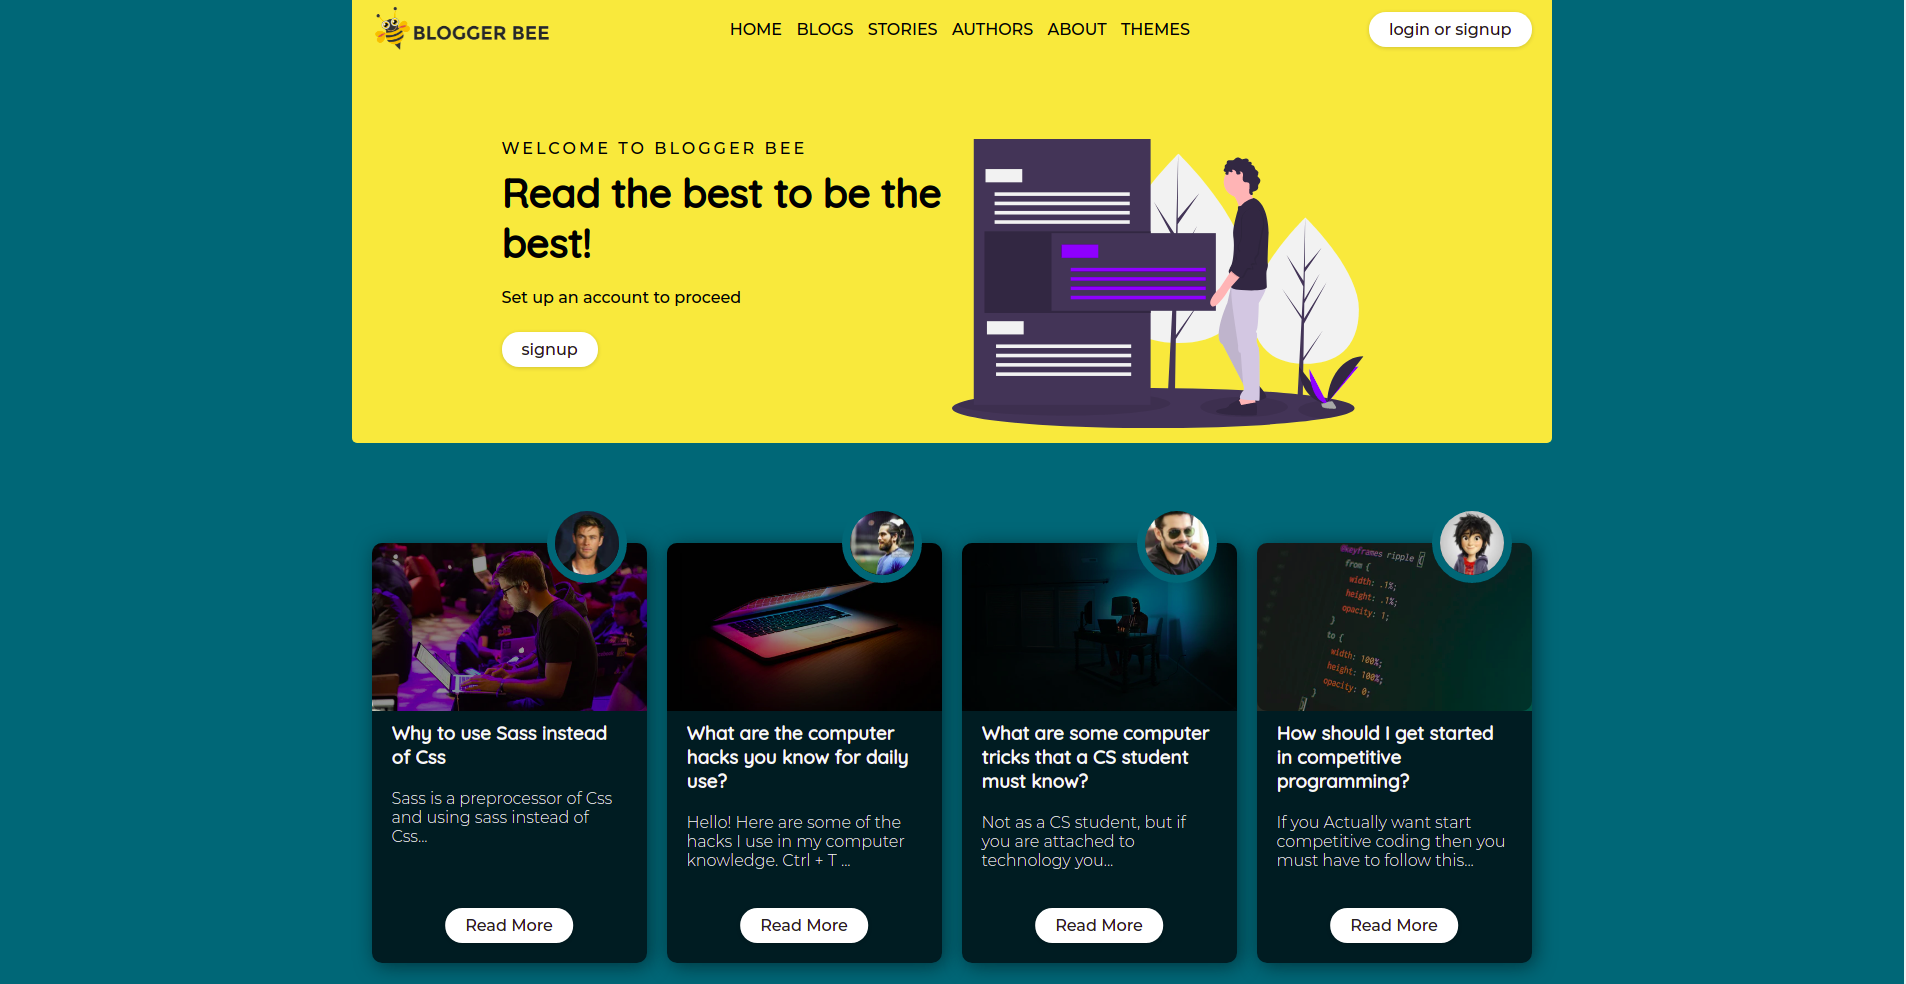 BLOGGER BEE
HOME BLOGS STORIES AUTHORS ABOUT THEMES
login or signup
WELCOME TO BLOGGER BEE
Read the best to be the
best!
Set up an account to proceed
signup
@keyframes ripple {
from {
width: .1%;
height: .1%;
opacity: 1;
}
to {
width: 100%;
height: 100%;
opacity: 0;
}
}
Why to use Sass instead
of Css
Sass is a preprocessor of Css
and using sass instead of
Css...
Read More
What are the computer
hacks you know for daily
use?
Hello! Here are some of the
hacks I use in my computer
knowledge. Ctrl + T ...
Read More
What are some computer
tricks that a CS student
must know?
Not as a CS student, but if
you are attached to
technology you...
Read More
How should I get started
in competitive
programming?
If you Actually want start
competitive coding then you
must have to follow this...
Read More